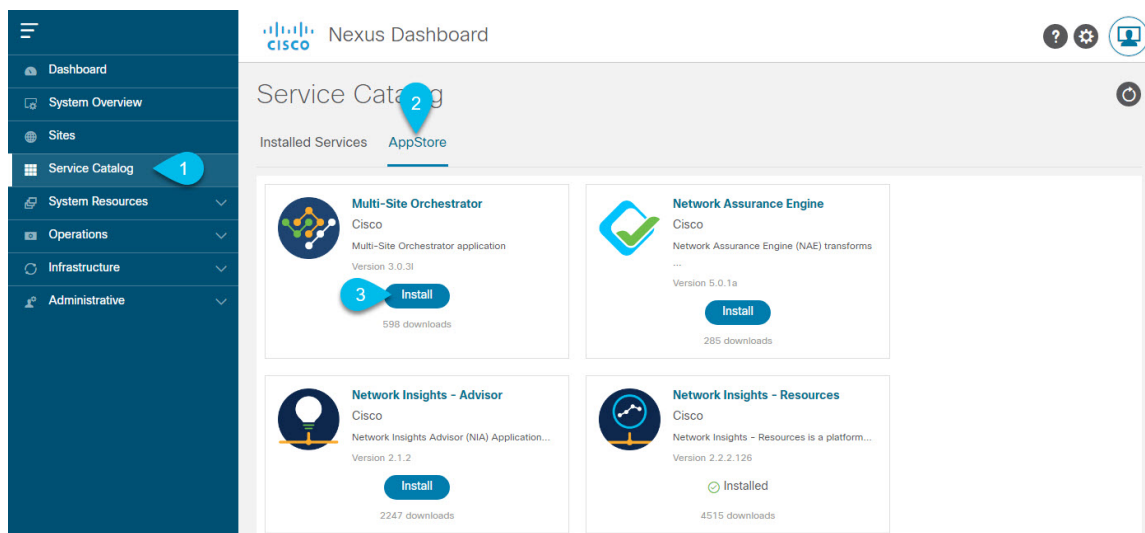 CISCO Nexus Dashboard
?
Dashboard
System Overview
Sites
Service Catalog 1
System Resources
Operations
Infrastructure
Administrative
Service Catalog
2
Installed Services AppStore
Multi-Site Orchestrator
Cisco
Multi-Site Orchestrator application
Version 3.0.3l
3 Install
598 downloads
Network Assurance Engine
Cisco
Network Assurance Engine (NAE) transforms
...
Version 5.0.1a
Install
285 downloads
Network Insights - Advisor
Cisco
Network Insights Advisor (NIA) Application...
Version 2.1.2
Install
2247 downloads
Network Insights - Resources
Cisco
Network Insights - Resources is a platform...
Version 2.2.2.126
Installed
4515 downloads